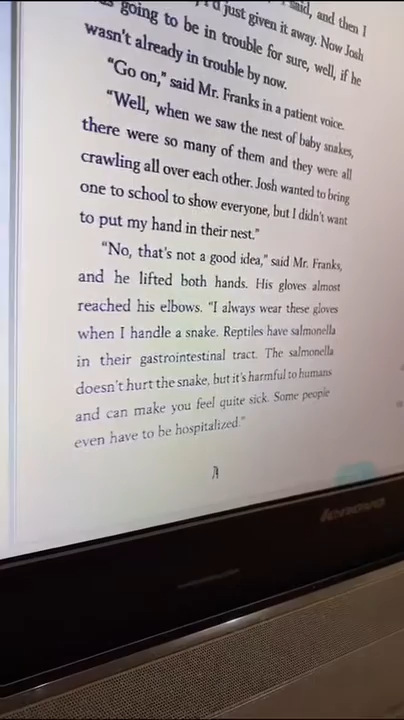 I'd just given it away. Now Josh
going to be in trouble for sure, well, if he
wasn't already in trouble by now.
"Go on," said Mr. Franks in a patient voice.
"Well, when we saw the nest of baby snakes,
there were so many of them and they were all
crawling all over each other. Josh wanted to bring
one to school to show everyone, but I didn't want
to put my hand in their nest."
"No, that's not a good idea," said Mr. Franks,
and he lifted both hands. His gloves almost
reached his elbows. "I always wear these gloves
when I handle a snake. Reptiles have salmonella
in their gastrointestinal tract. The salmonella
doesn't hurt the snake, but it's harmful to humans
and can make you feel quite sick. Some people
even have to be hospitalized."
lenovo